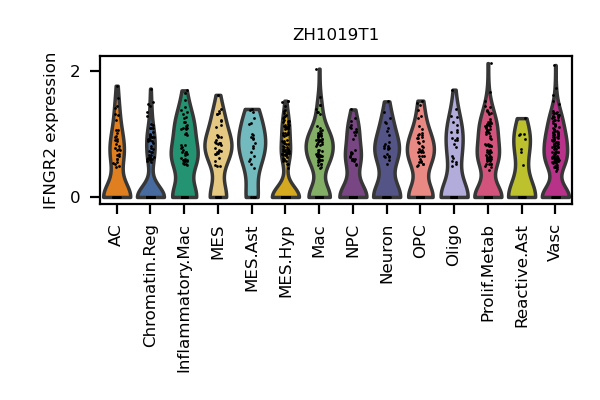 ZH1019T1
IFNGR2 expression
2
0
AC
Chromatin.Reg
Inflammatory.Mac
MES
MES.Ast
MES.Hyp
Mac
NPC
Neuron
OPC
Oligo
Prolif.Metab
Reactive.Ast
Vasc